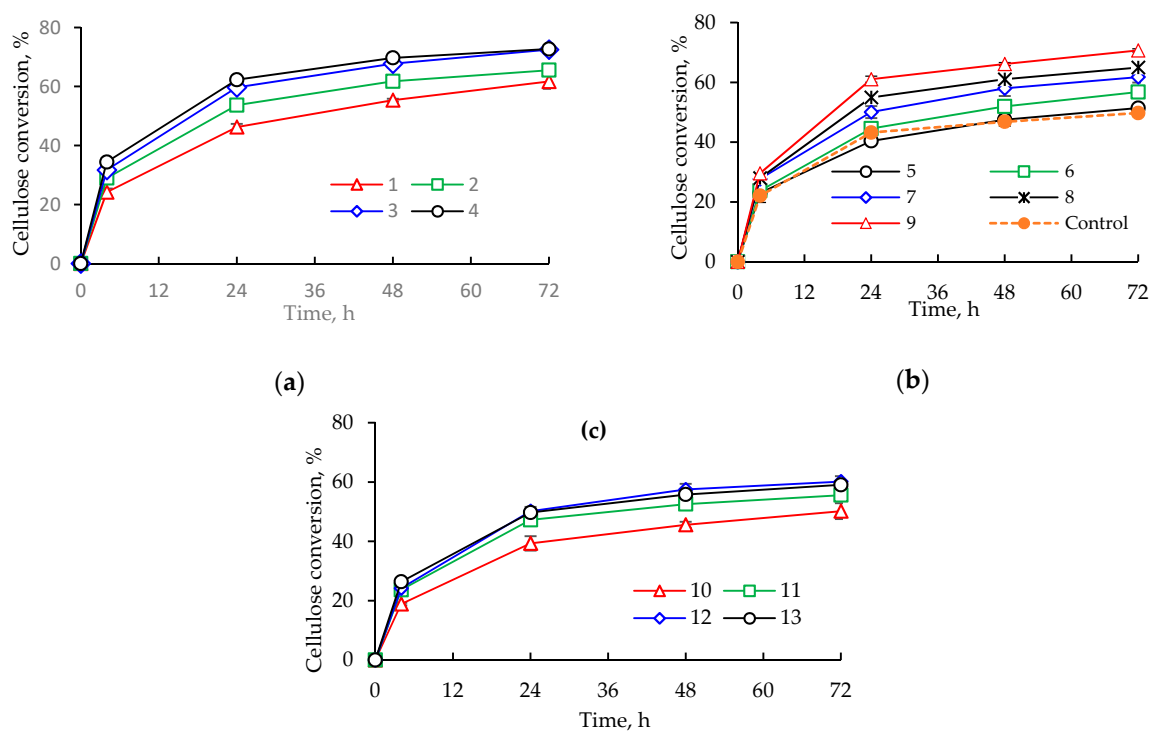 Cellulose conversion, %
80
60
40
20
0
1 2
3 4
0 12 24 36 48 60 72
Time, h
(a)
Cellulose conversion, %
80
60
40
20
0
5 6
7 8
9 Control
0 12 24 36 48 60 72
Time, h
(b)
(c)
Cellulose conversion, %
80
60
40
20
0
10 11
12 13
0 12 24 36 48 60 72
Time, h